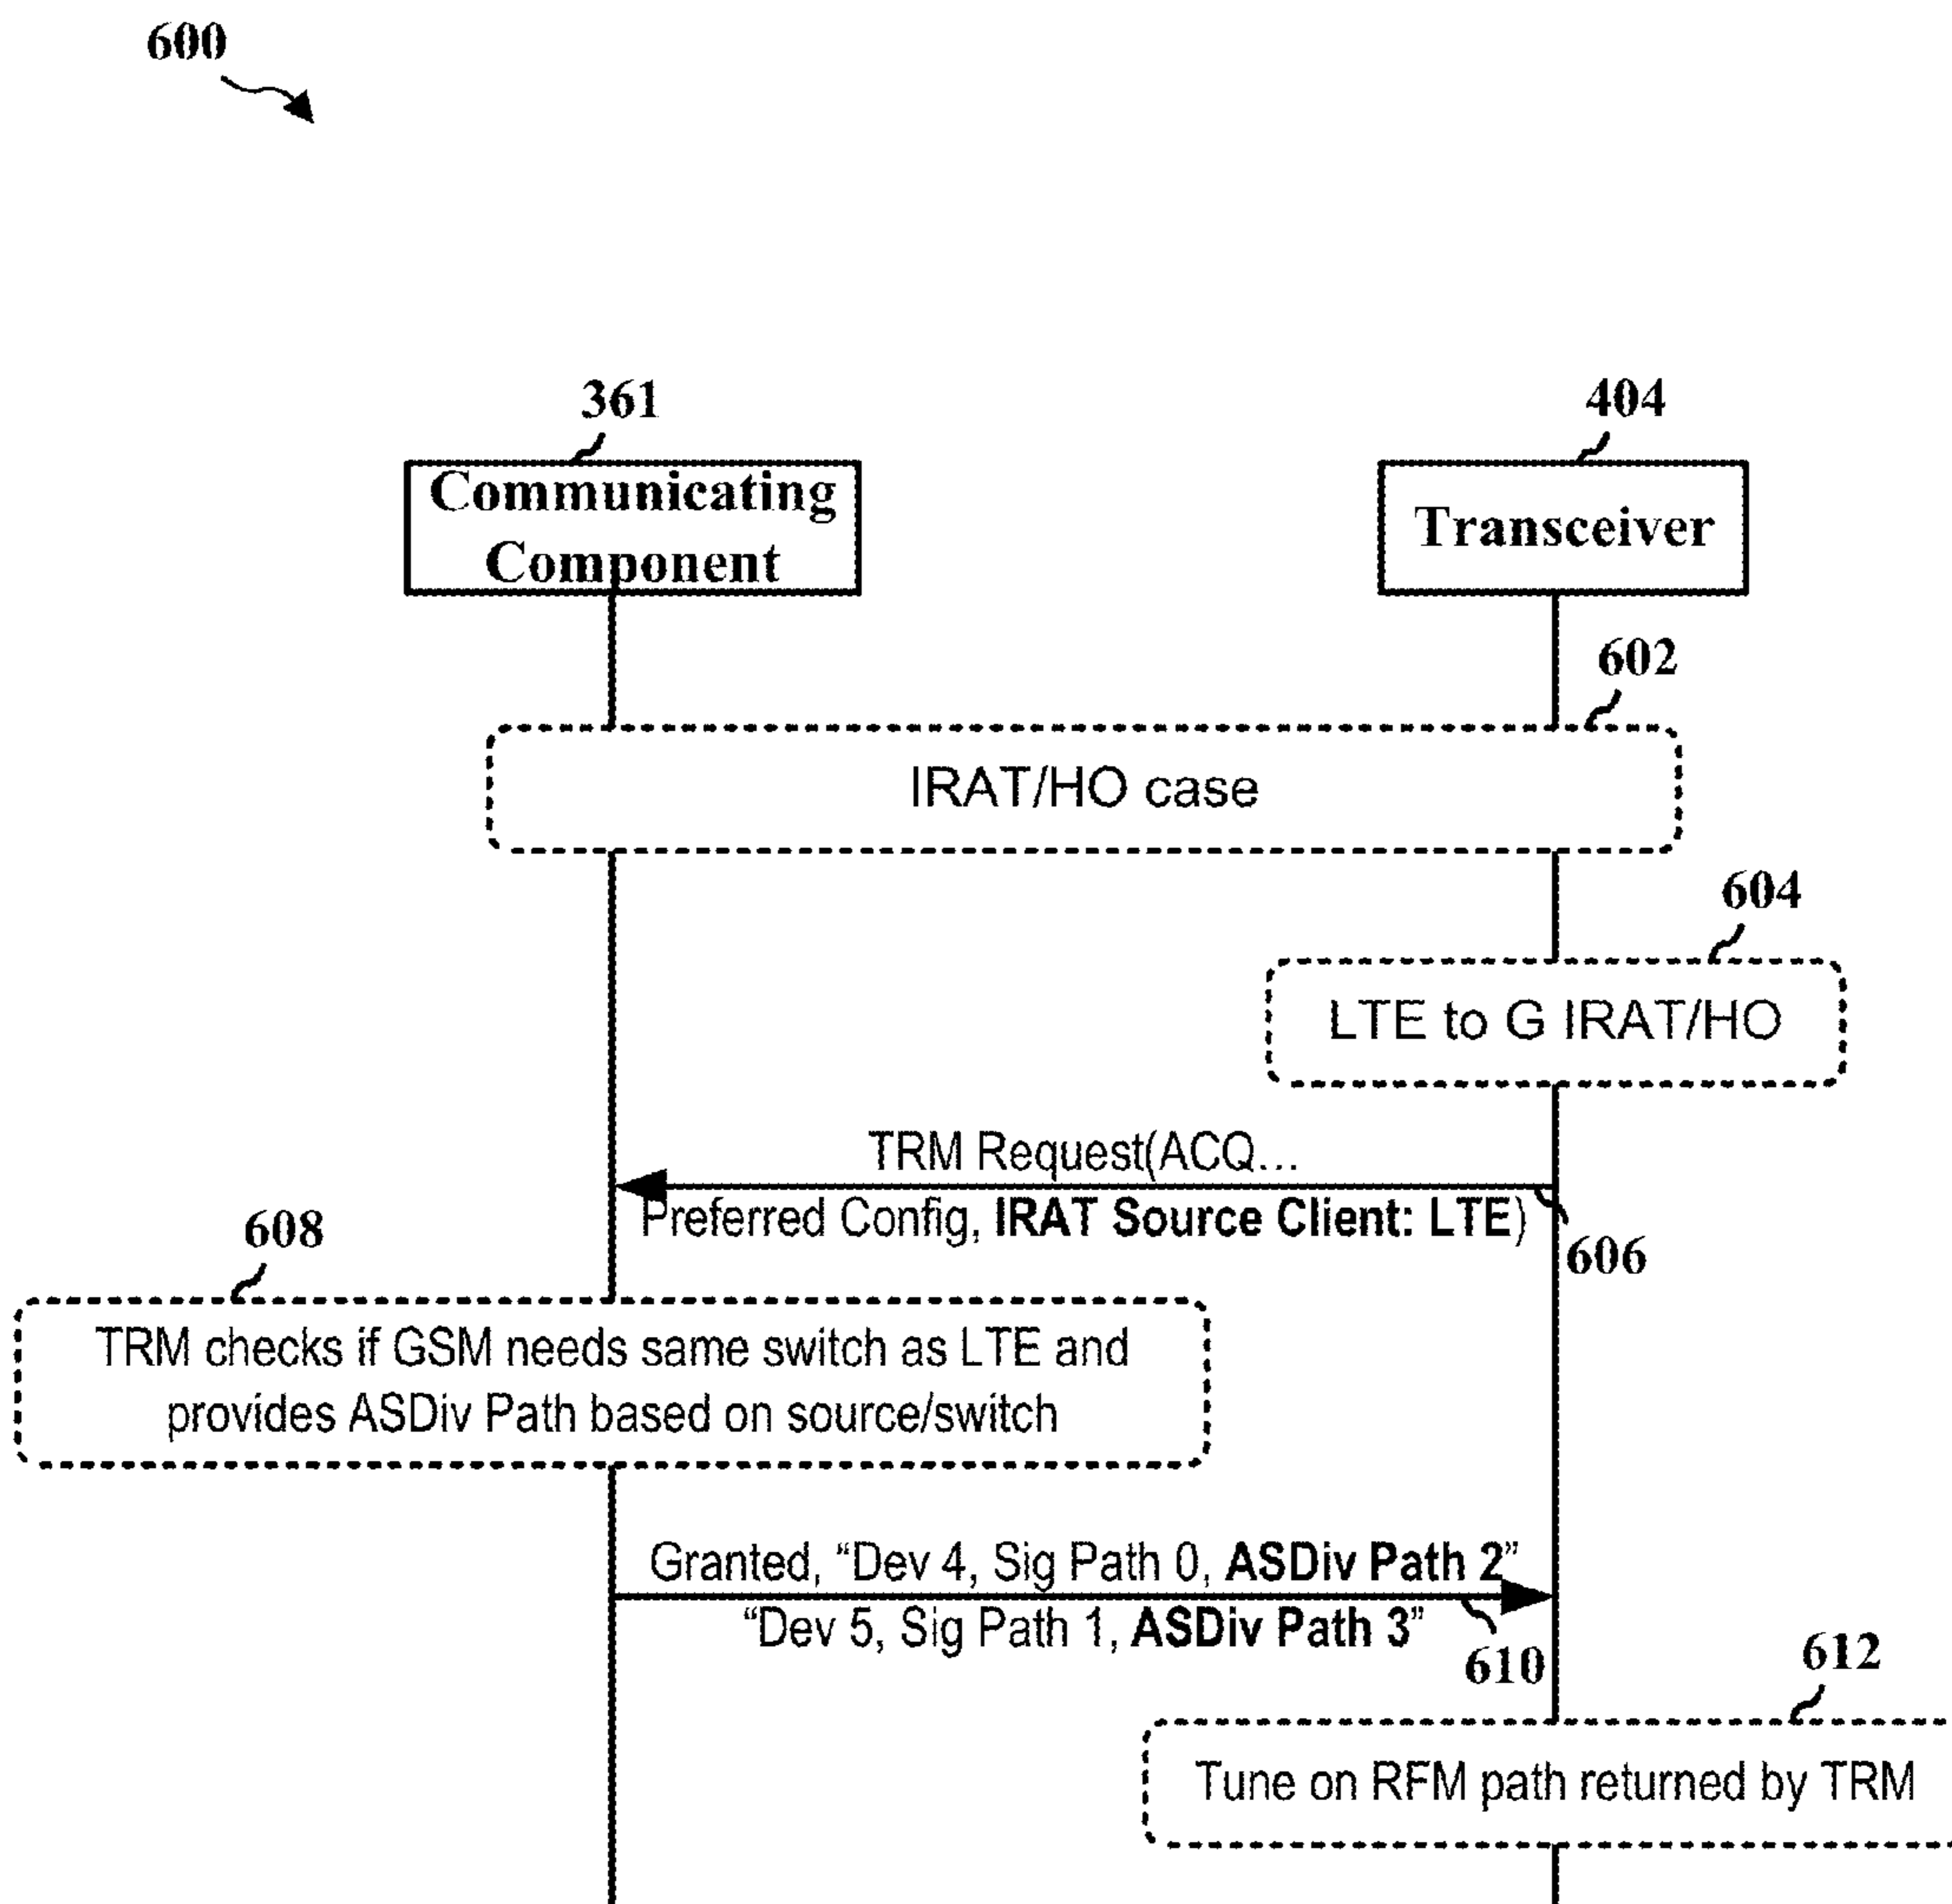 600
361
404
Communicating
Component
Transceiver
602
IRAT/HO case
604
LTE to G IRAT/HO
TRM Request(ACQ...
Preferred Config, IRAT Source Client: LTE)
606
608
TRM checks if GSM needs same switch as LTE and
provides ASDiv Path based on source/switch
Granted, “Dev 4, Sig Path 0, ASDiv Path 2”
“Dev 5, Sig Path 1, ASDiv Path 3”
610
612
Tune on RFM path returned by TRM